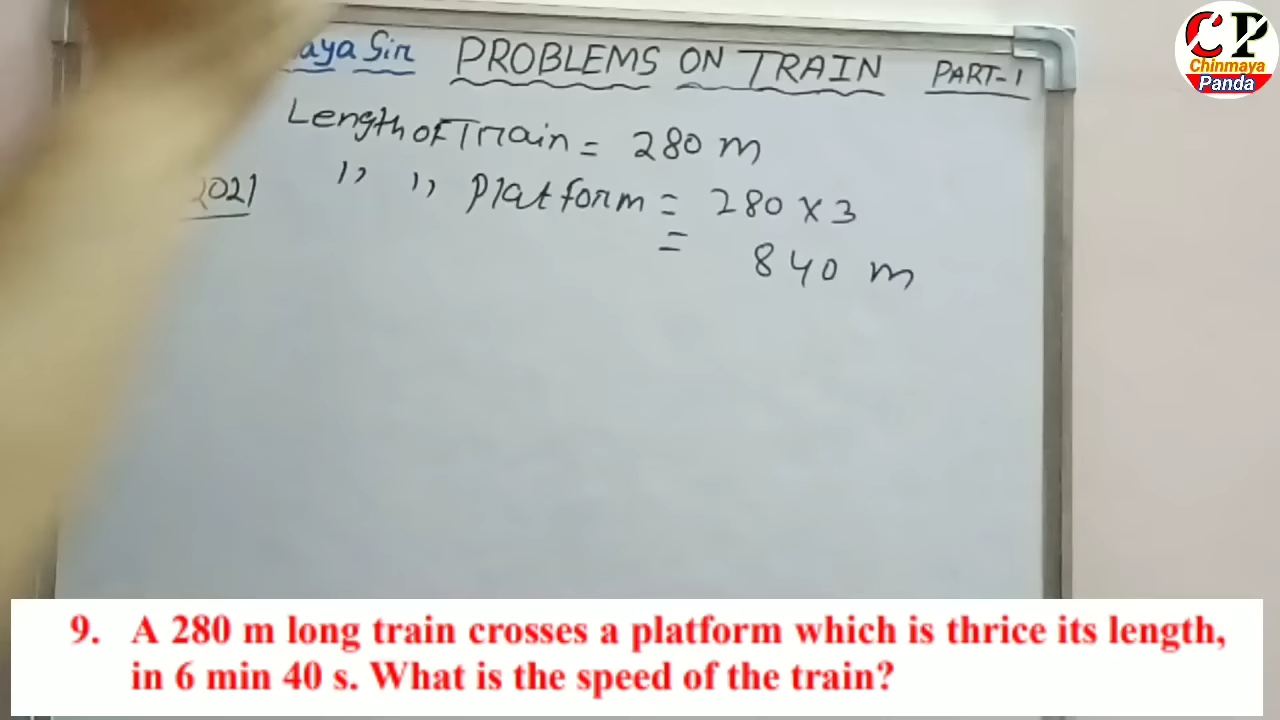 aya Sir PROBLEMS ON TRAIN PART-1
CP
Chinmaya
Panda
Length of Train = 280 m
,, ,, Platform = 280 × 3
2021
= 840 m
9. A 280 m long train crosses a platform which is thrice its length,
in 6 min 40 s. What is the speed of the train?